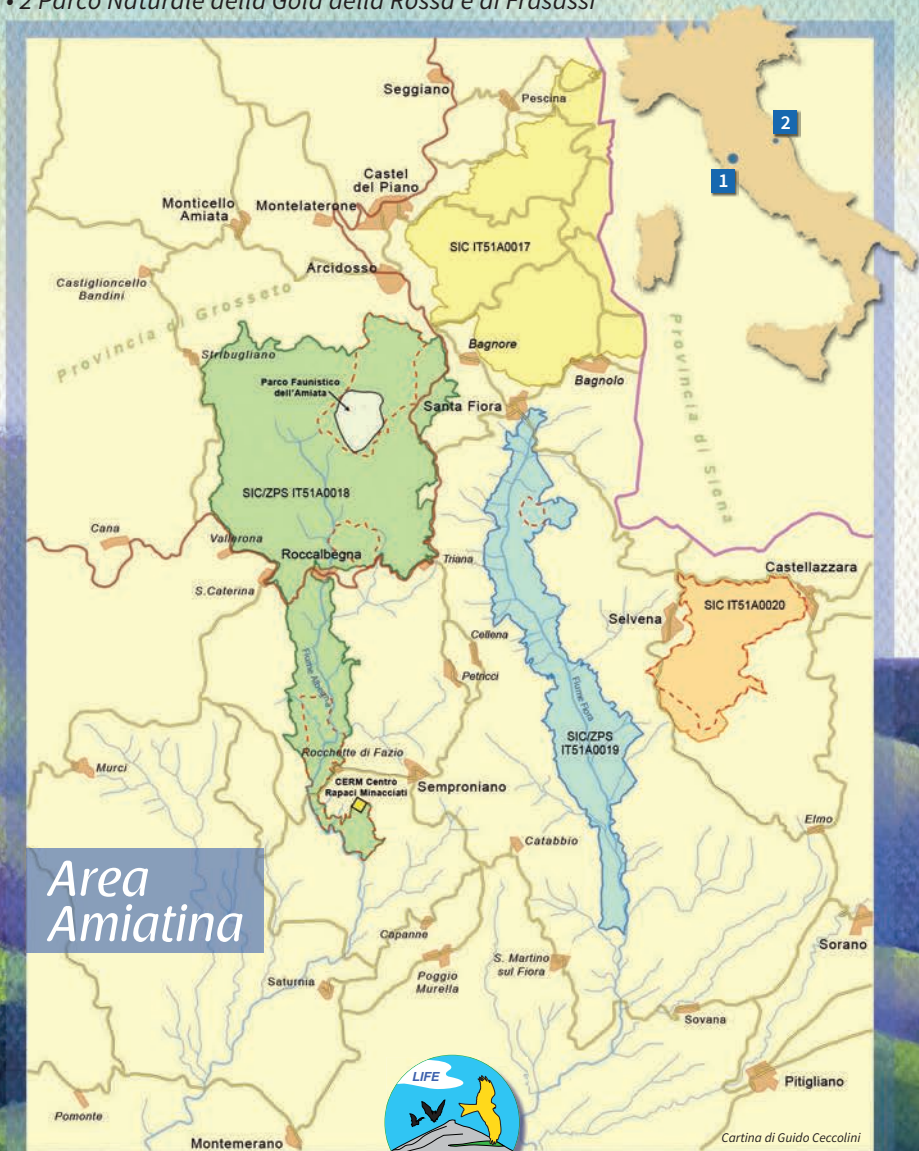 • 2 Parco Naturale della Gola della Rossa e di Frasassi
Seggiano
Pescina
2
1
Castel
del Piano
Monticello
Amiata
Montelaterone
SIC IT51A0017
Arcidosso
Castiglioncello
Bandini
Provincia di Grosseto
Provincia di Siena
Stribugliano
Bagnore
Parco Faunistico
dell'Amiata
Bagnolo
Santa Fiora
SIC/ZPS IT51A0018
Cana
Vallerona
Roccalbegna
Triana
Castellazzara
S.Caterina
SIC IT51A0020
Selvena
Cellena
Fiume Albegna
Petricci
Fiume Fiora
SIC/ZPS
IT51A0019
Rocchette di Fazio
Murci
CERM Centro
Rapaci Minacciati
Semproniano
Elmo
Catabbio
Area
Amiatina
Capanne
Sorano
S. Martino
sul Fiora
Poggio
Murella
Saturnia
Sovana
LIFE
Pitigliano
Pomonte
Montemerano
Cartina di Guido Ceccolini